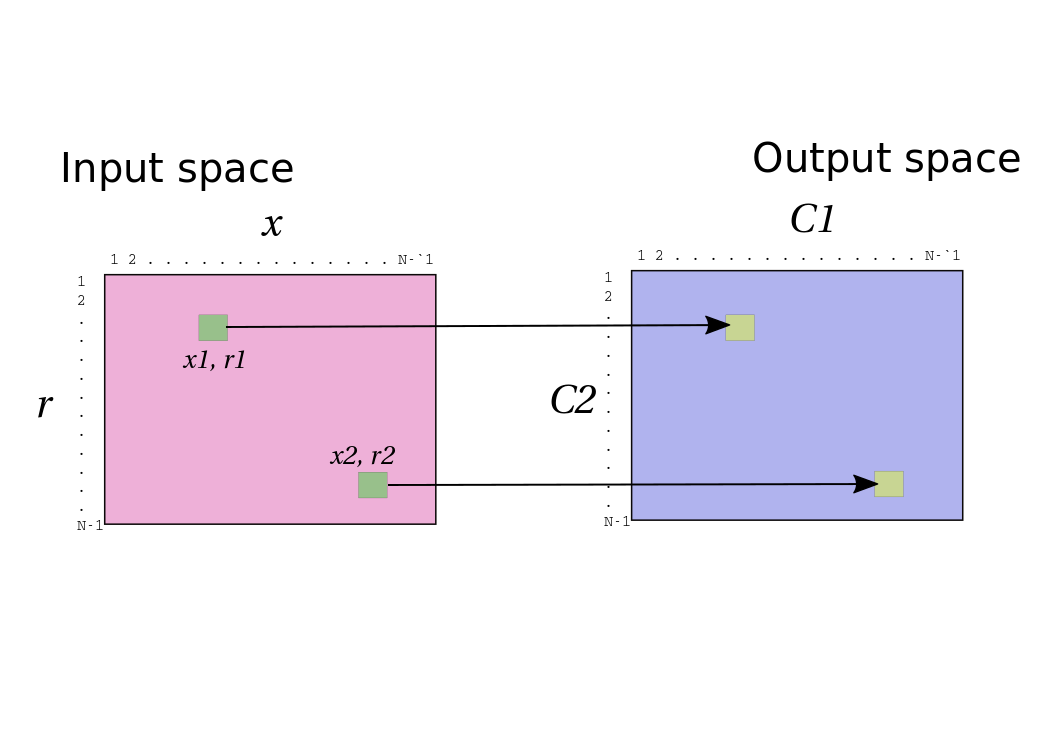 Input space
Output space
x
C1
1 2 . . . . . . . . . . . . . . N-`1
1 2 . . . . . . . . . . . . . . N-`1
1
2
.
.
.
.
.
.
.
.
.
.
.
N-1
1
2
.
.
.
.
.
.
.
.
.
.
.
N-1
x1, r1
r
C2
x2, r2